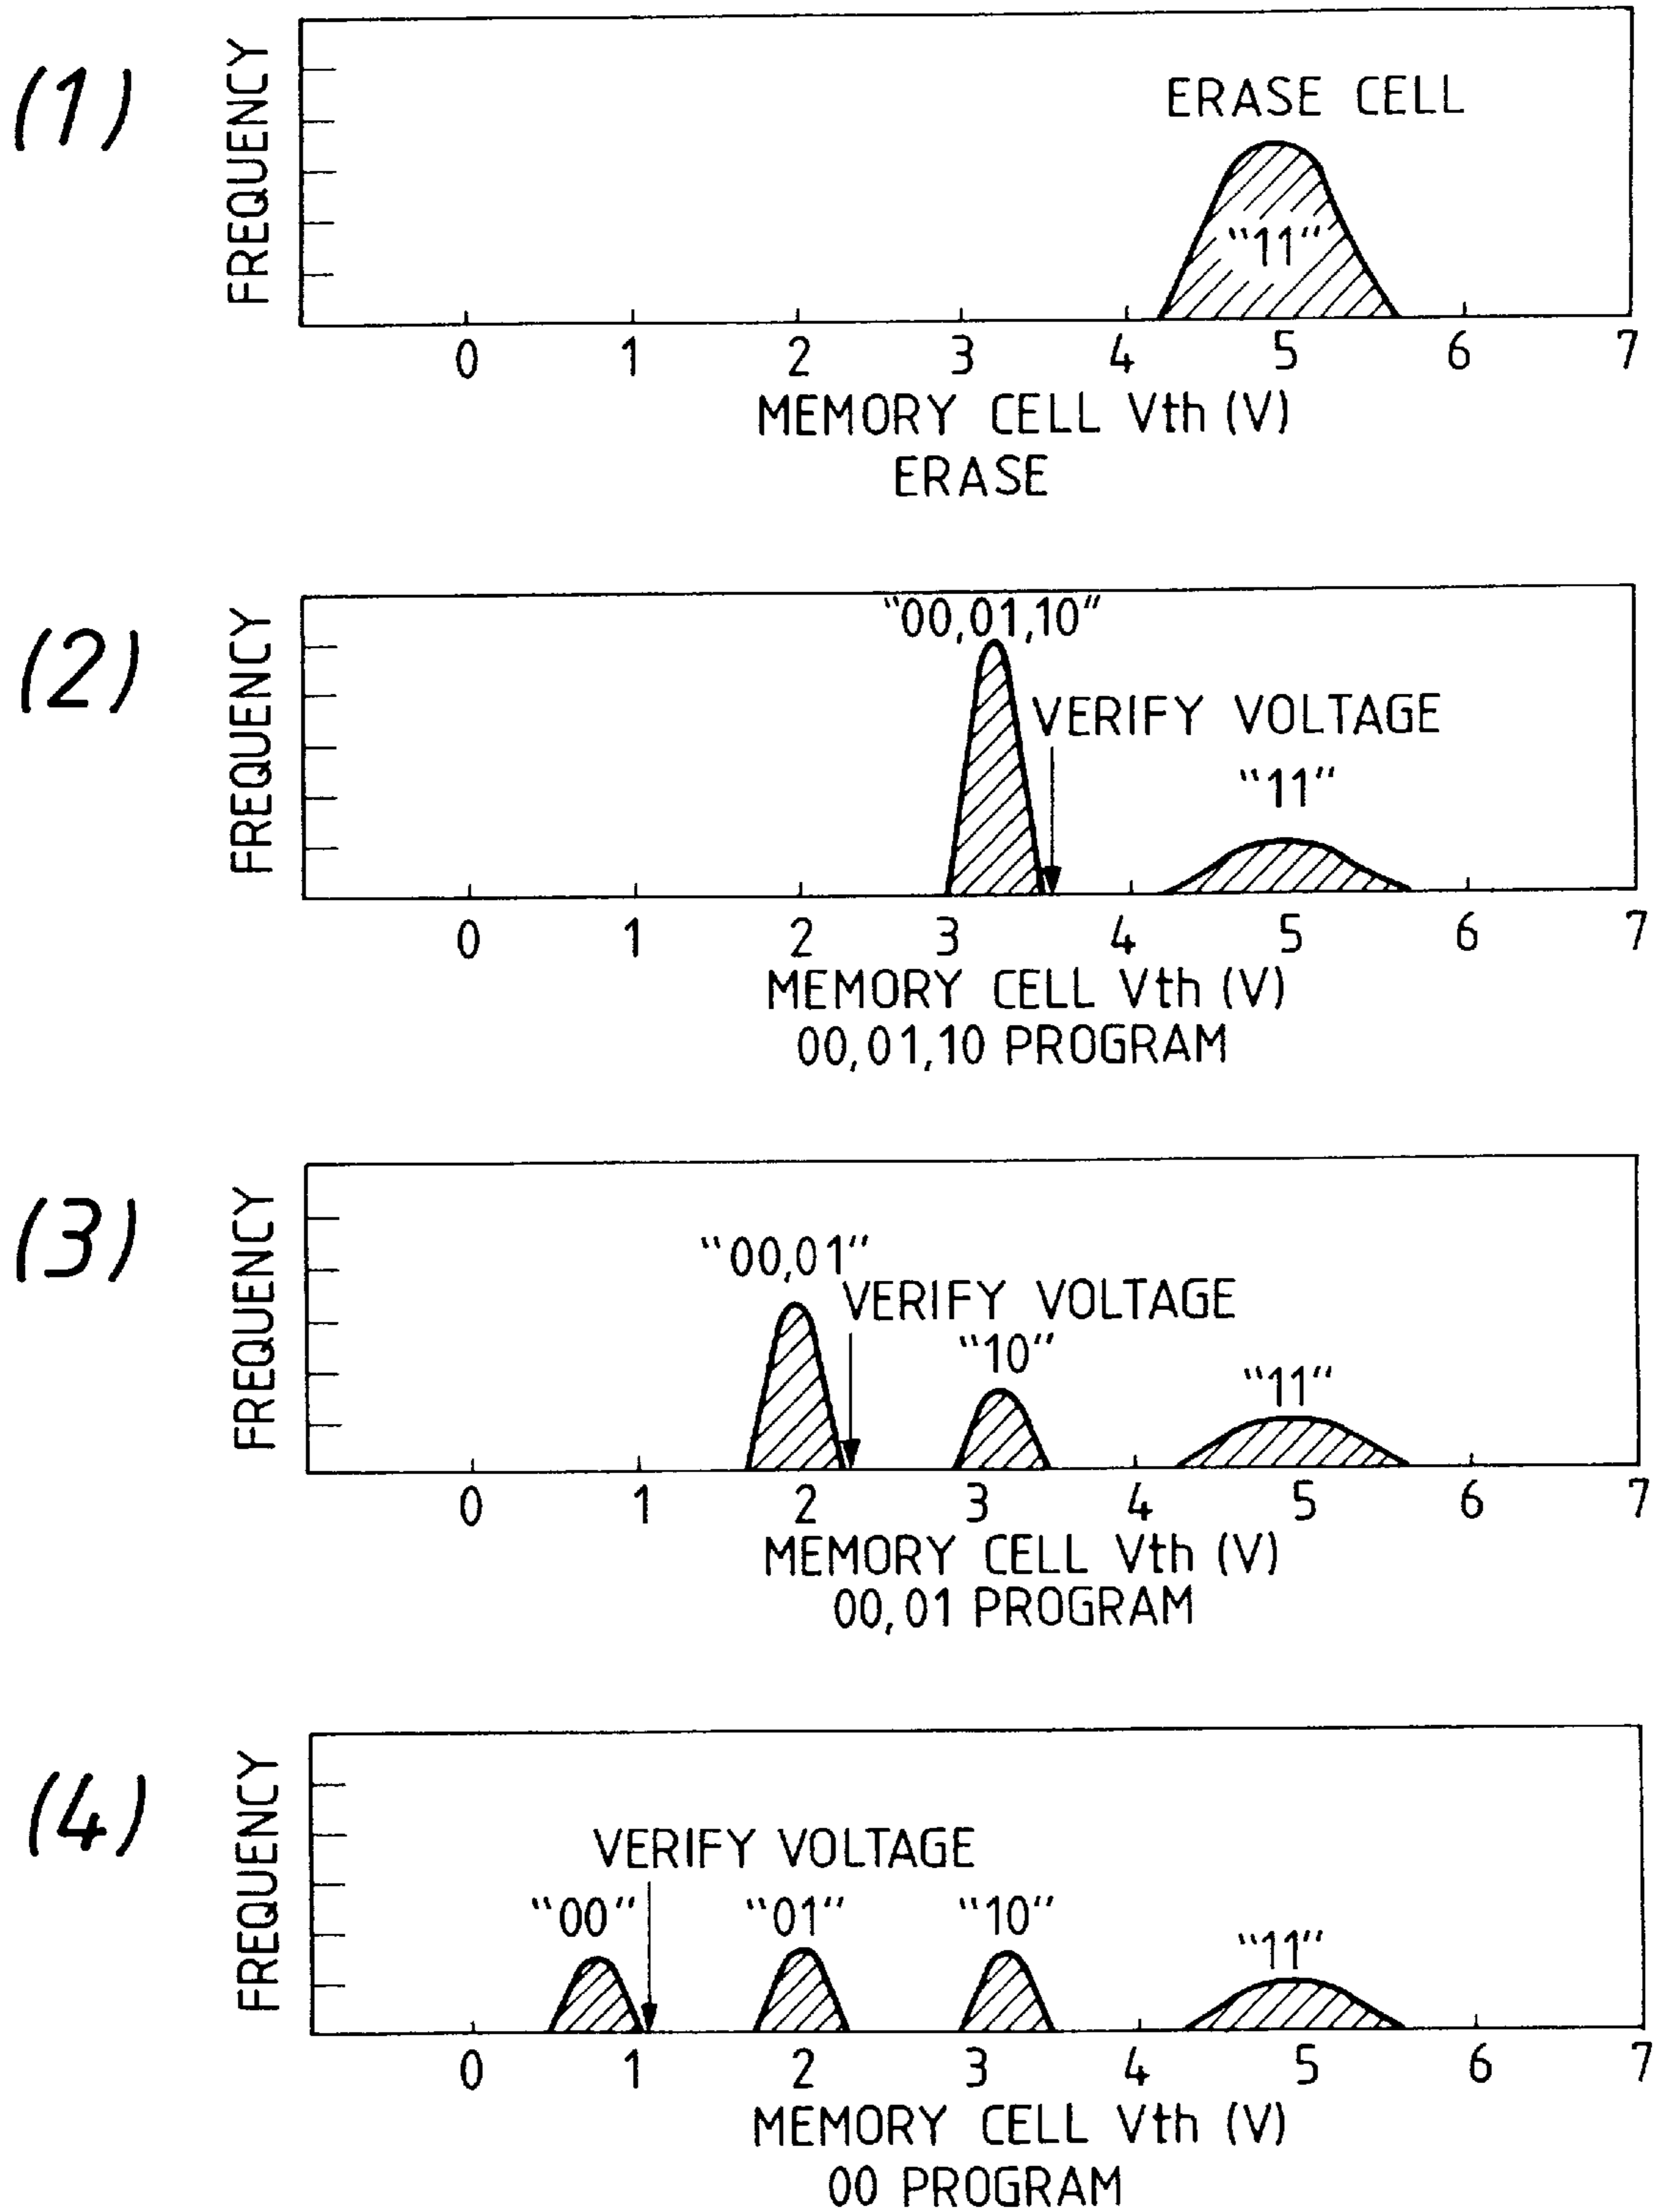 (1)
FREQUENCY
ERASE CELL
"11"
0 1 2 3 4 5 6 7
MEMORY CELL Vth (V)
ERASE
(2)
FREQUENCY
"00,01,10"
VERIFY VOLTAGE
"11"
0 1 2 3 4 5 6 7
MEMORY CELL Vth (V)
00,01,10 PROGRAM
(3)
FREQUENCY
"00,01"
VERIFY VOLTAGE
"10"
"11"
0 1 2 3 4 5 6 7
MEMORY CELL Vth (V)
00,01 PROGRAM
(4)
FREQUENCY
VERIFY VOLTAGE
"00" "01" "10" "11"
0 1 2 3 4 5 6 7
MEMORY CELL Vth (V)
00 PROGRAM